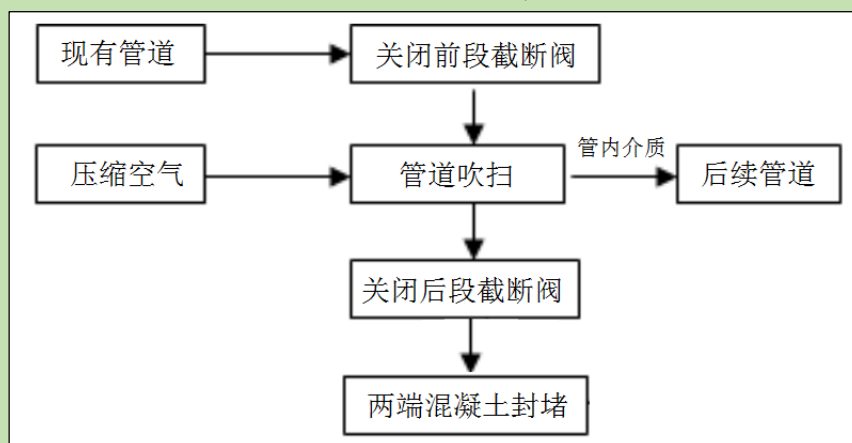 现有管道
关闭前段截断阀
压缩空气
管道吹扫
管内介质
后续管道
关闭后段截断阀
两端混凝土封堵